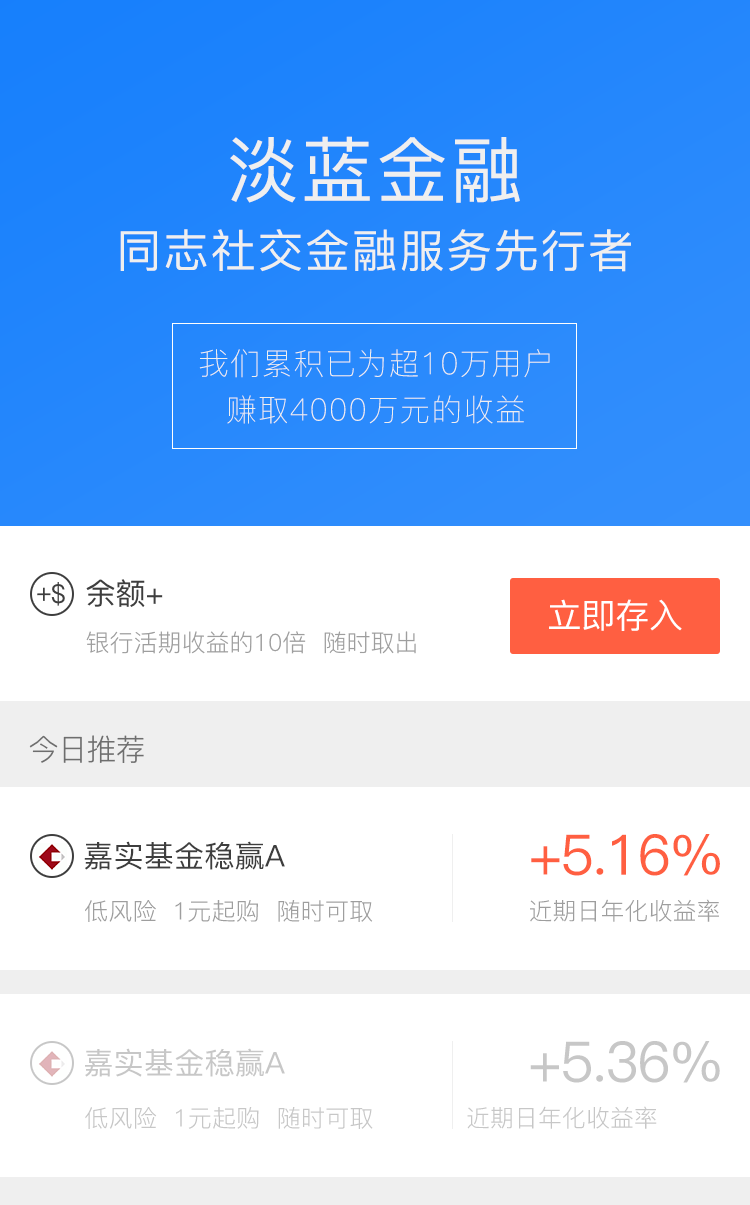 淡蓝金融
同志社交金融服务先行者
我们累积已为超10万用户
赚取4000万元的收益
+$ 余额+
银行活期收益的10倍 随时取出
立即存入
今日推荐
嘉实基金稳赢A
+5.16%
低风险 1元起购 随时可取
近期日年化收益率
嘉实基金稳赢A
+5.36%
低风险 1元起购 随时可取
近期日年化收益率